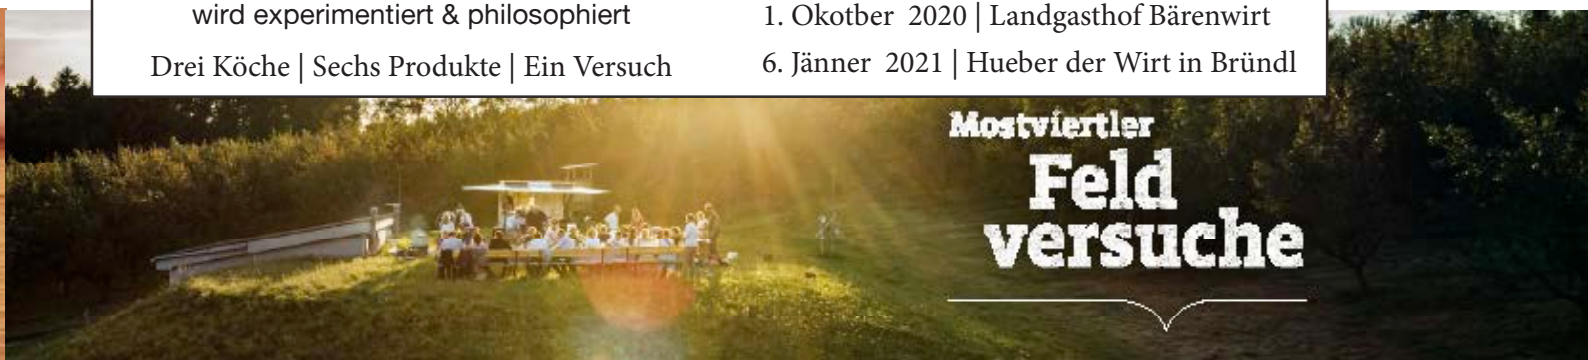 wird experimentiert & philosophiert
Drei Köche | Sechs Produkte | Ein Versuch
1. Okotber 2020 | Landgasthof Bärenwirt
6. Jänner 2021 | Hueber der Wirt in Bründl
Mostviertler
Feld
versuche